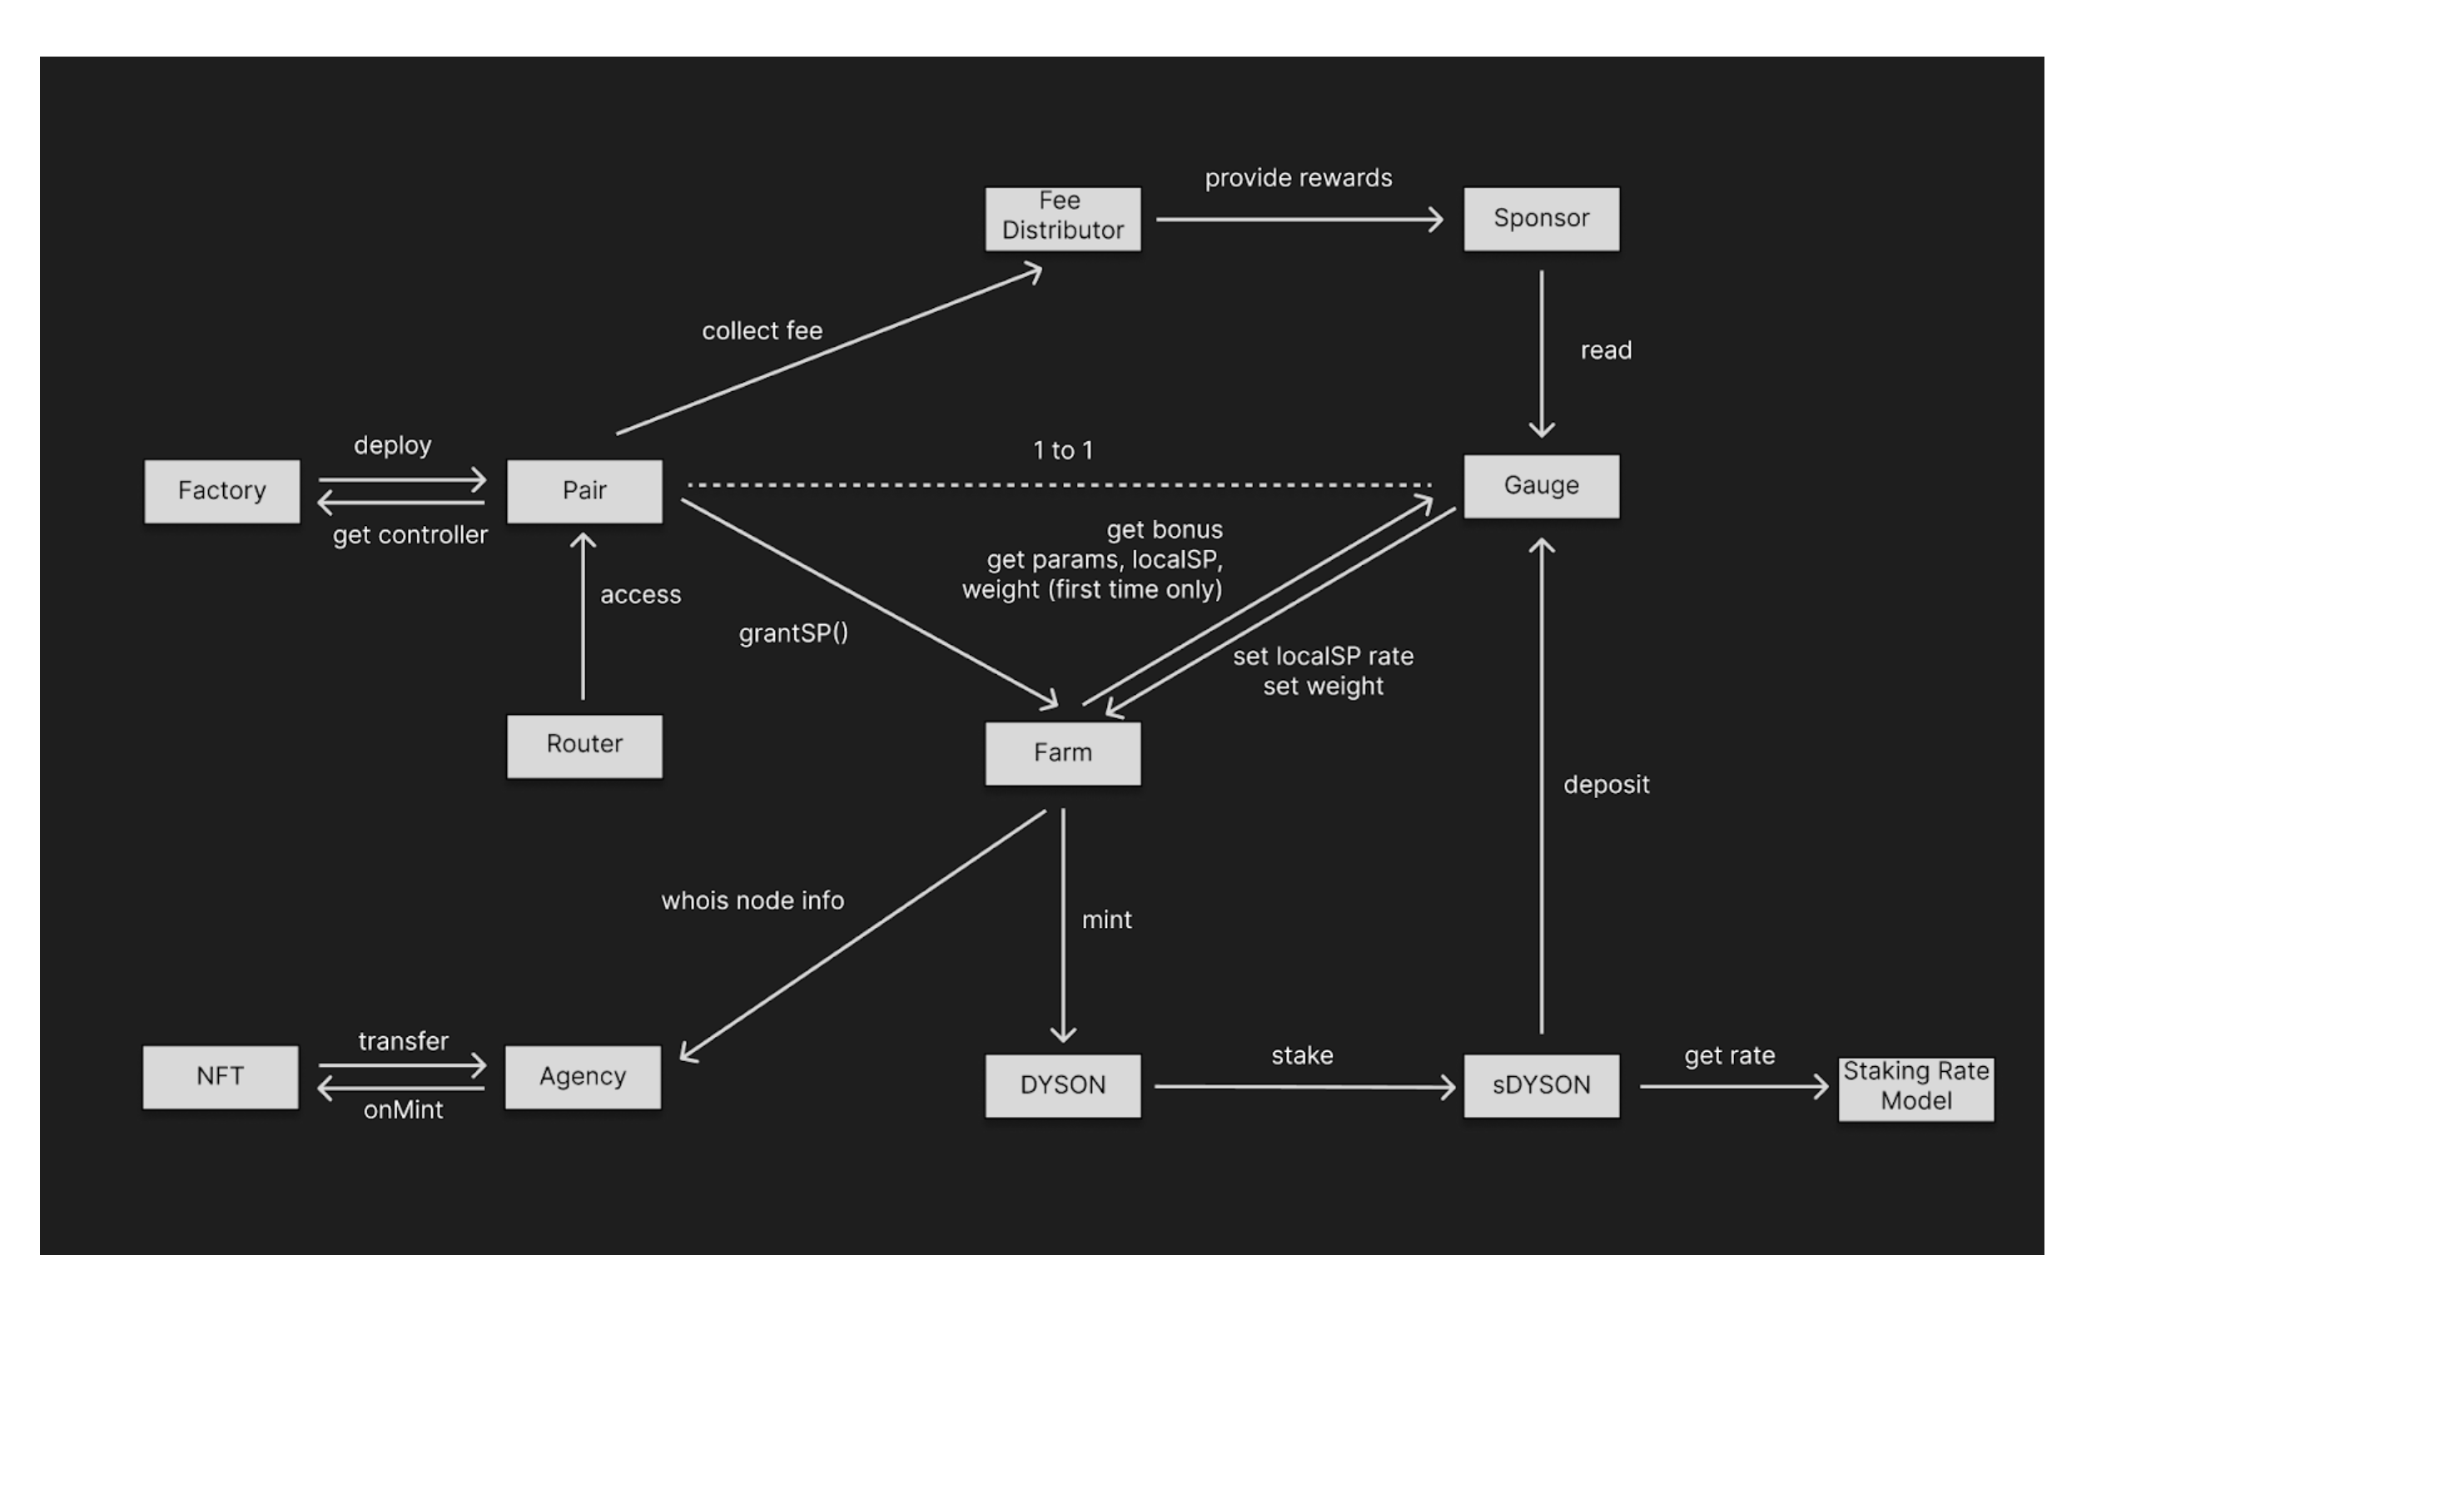 provide rewards
Fee
Distributor
Sponsor
collect fee
read
deploy
1 to 1
Factory
Pair
Gauge
get controller
get bonus
get params, localSP,
weight (first time only)
access
grantSP()
set localSP rate
set weight
Router
Farm
deposit
whois node info
mint
transfer
stake
get rate
NFT
Agency
DYSON
sDYSON
Staking Rate
Model
onMint